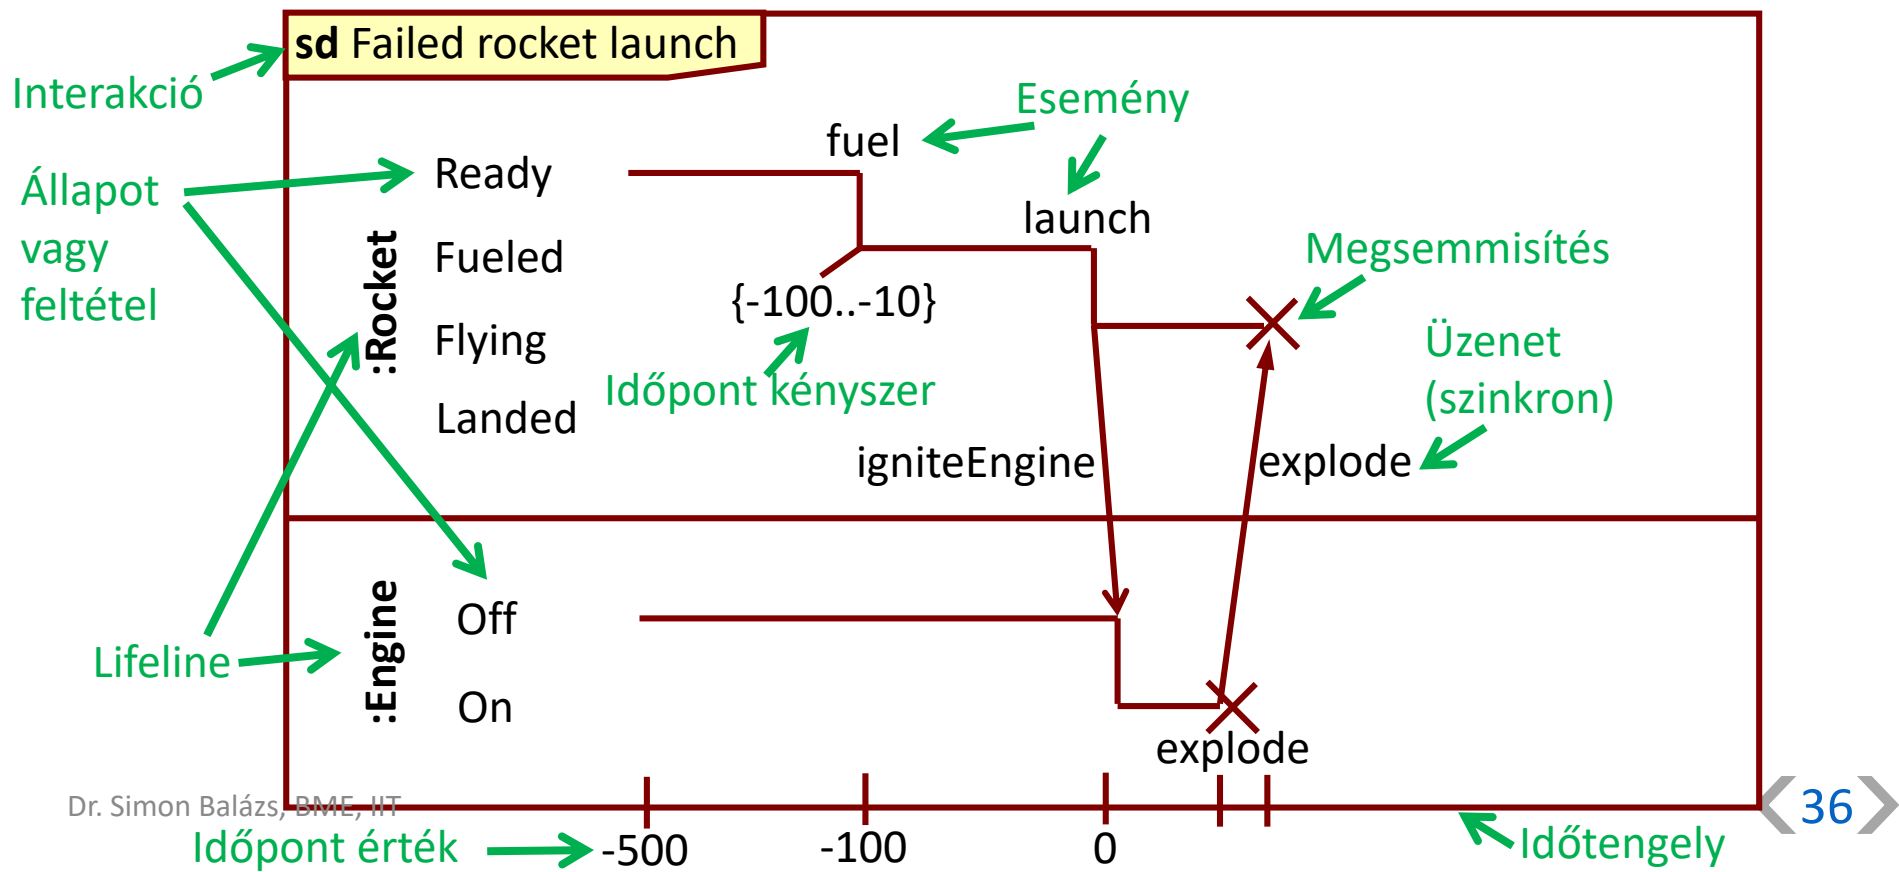 sd Failed rocket launch
Interakció
Esemény
fuel
Ready
Állapot
vagy
feltétel
launch
Fueled
Megsemmisítés
:Rocket
{-100..-10}
Flying
Üzenet
(szinkron)
Időpont kényszer
Landed
igniteEngine
explode
Off
:Engine
Lifeline
On
explode
Dr. Simon Balázs, BME, IIT
36
Időpont érték
-500
-100
0
Időtengely